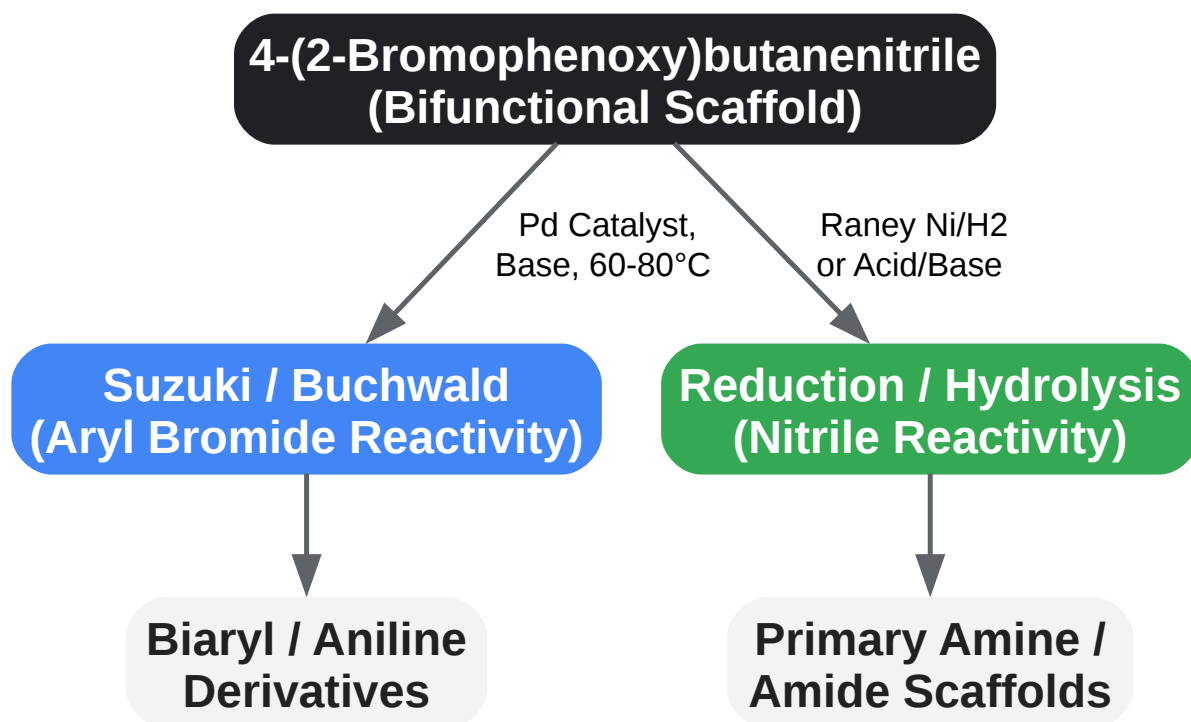 4-(2-Bromophenoxy)butanenitrile
(Bifunctional Scaffold)
Pd Catalyst,
Base, 60-80°C
Raney Ni/H2
or Acid/Base
Suzuki / Buchwald
(Aryl Bromide Reactivity)
Reduction / Hydrolysis
(Nitrile Reactivity)
Biaryl / Aniline
Derivatives
Primary Amine /
Amide Scaffolds